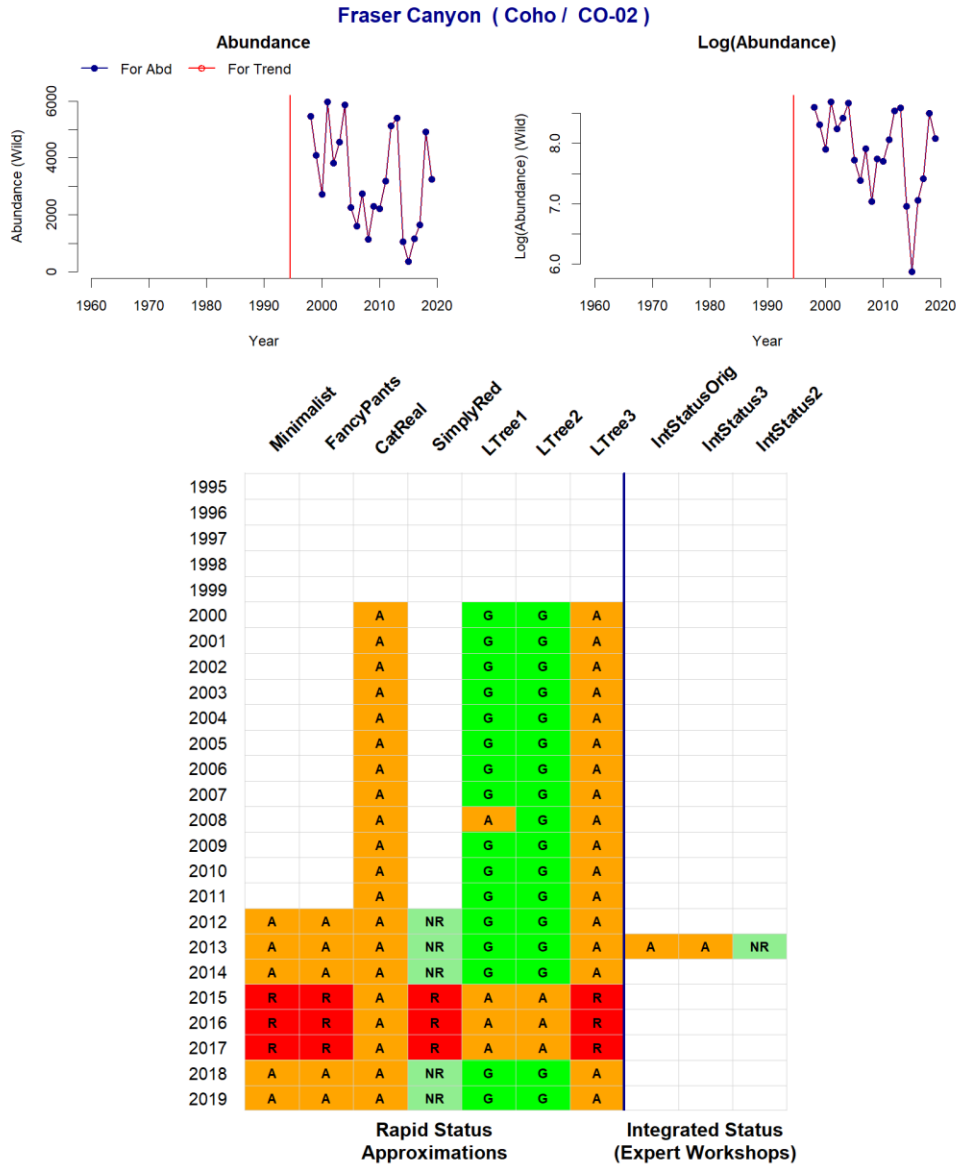 Fraser Canyon ( Coho / CO-02 )
Abundance
For Abd For Trend
Abundance (Wild)
6000
4000
2000
0
1960 1970 1980 1990 2000 2010 2020
Year
Log(Abundance)
Log(Abundance) (Wild)
8.0
7.0
6.0
1960 1970 1980 1990 2000 2010 2020
Year
Minimalist FancyPants CatReal SimplyRed LTree1 LTree2 LTree3 IntStatusOrig IntStatus3 IntStatus2
1995
1996
1997
1998
1999
2000 A G G A
2001 A G G A
2002 A G G A
2003 A G G A
2004 A G G A
2005 A G G A
2006 A G G A
2007 A G G A
2008 A A G A
2009 A G G A
2010 A G G A
2011 A G G A
2012 A A A NR G G A
2013 A A A NR G G A A A NR
2014 A A A NR G G A
2015 R R A R A A R
2016 R R A R A A R
2017 R R A R A A R
2018 A A A NR G G A
2019 A A A NR G G A
Rapid Status
Approximations
Integrated Status
(Expert Workshops)